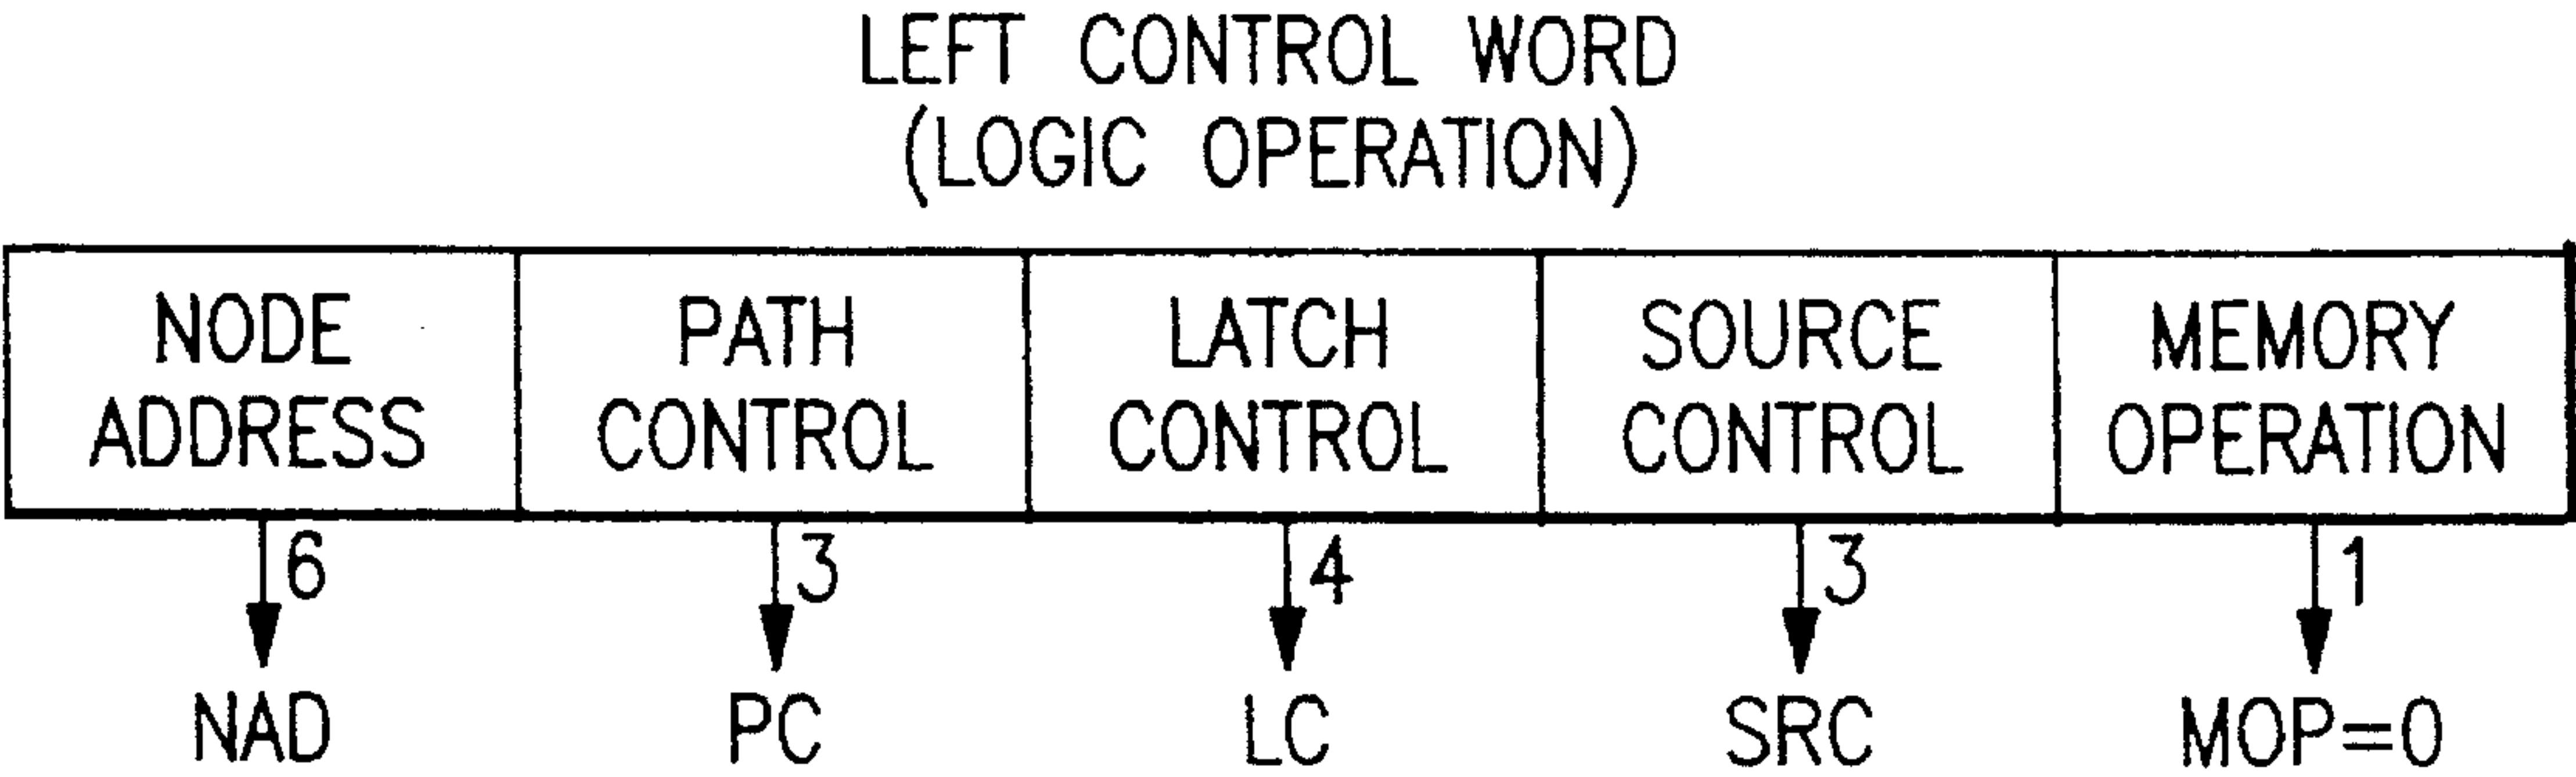 LEFT CONTROL WORD
(LOGIC OPERATION)
NODE ADDRESS
PATH CONTROL
LATCH CONTROL
SOURCE CONTROL
MEMORY OPERATION
6
3
4
3
1
NAD
PC
LC
SRC
MOP=0